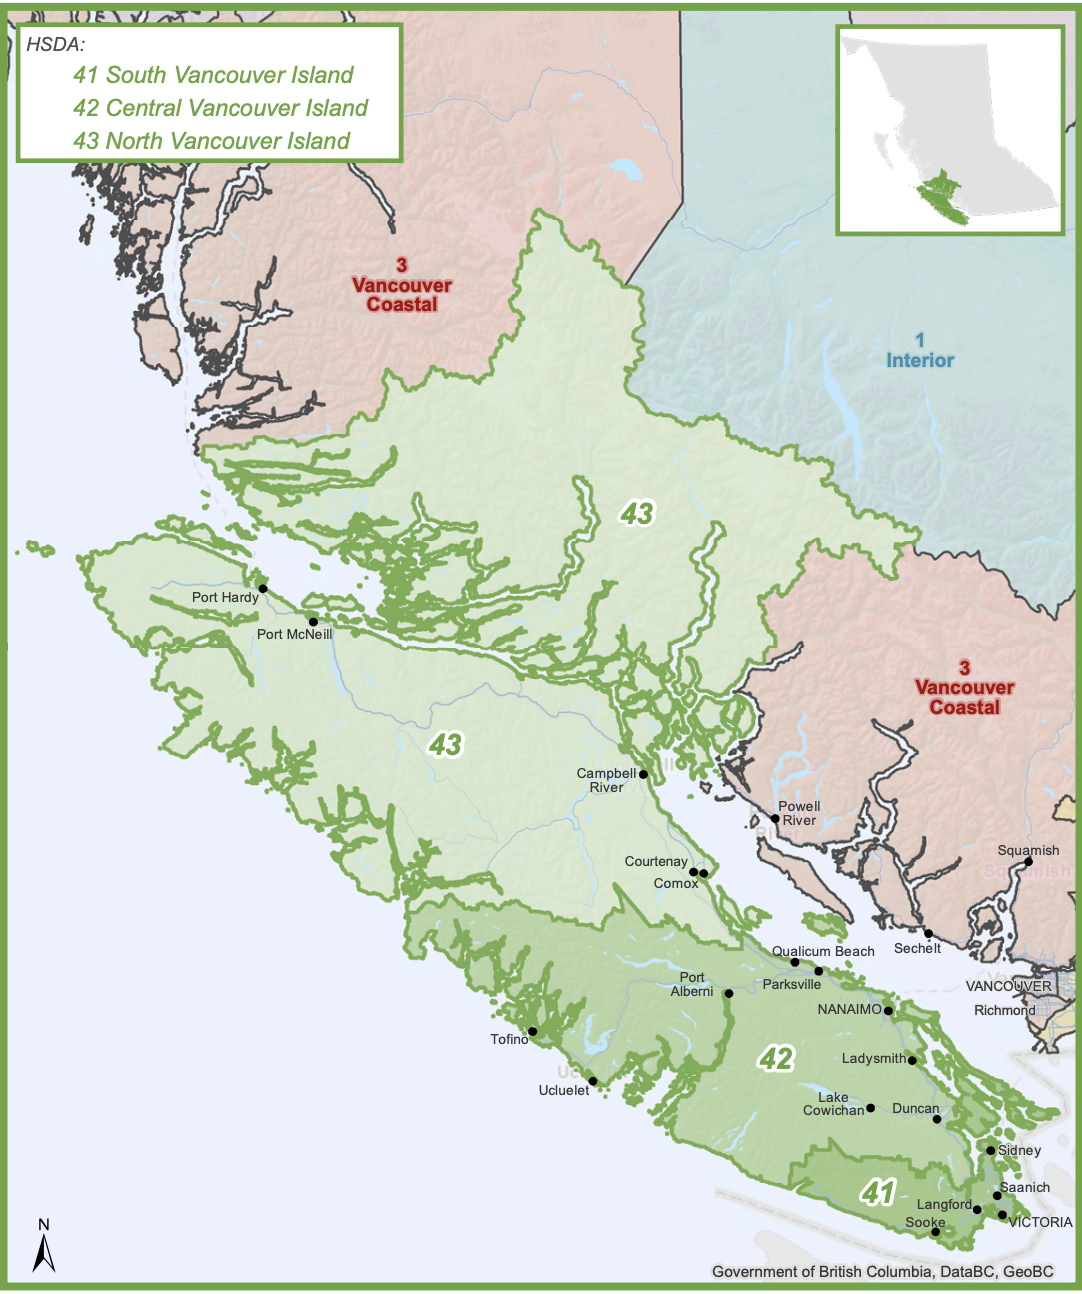 HSDA:
41 South Vancouver Island
42 Central Vancouver Island
43 North Vancouver Island
3
Vancouver
Coastal
1
Interior
43
Port Hardy
Port McNeill
3
Vancouver
Coastal
43
Campbell
River
Powell
River
Courtenay
Comox
Squamish
Squamish
Sechelt
Qualicum Beach
Parksville
Port
Alberni
VANCOUVER
Richmond
NANAIMO
Tofino
42
Ladysmith
Ucluelet
Lake
Cowichan
Duncan
Sidney
41
Saanich
Langford
Sooke
VICTORIA
N
Government of British Columbia, DataBC, GeoBC